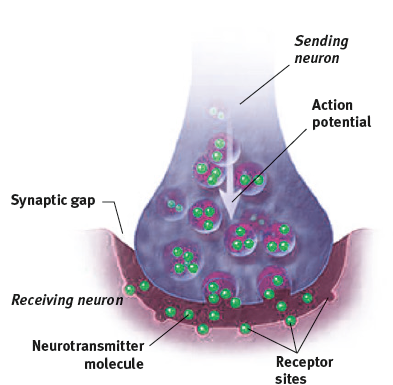 Sending
neuron
Action
potential
Synaptic gap
Receiving neuron
Neurotransmitter
molecule
Receptor
sites